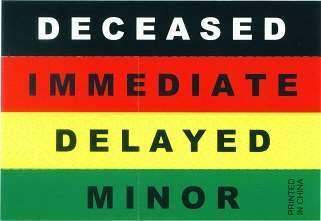 DECEASED
IMMEDIATE
DELAYED
MINOR
PRINTED
IN CHINA